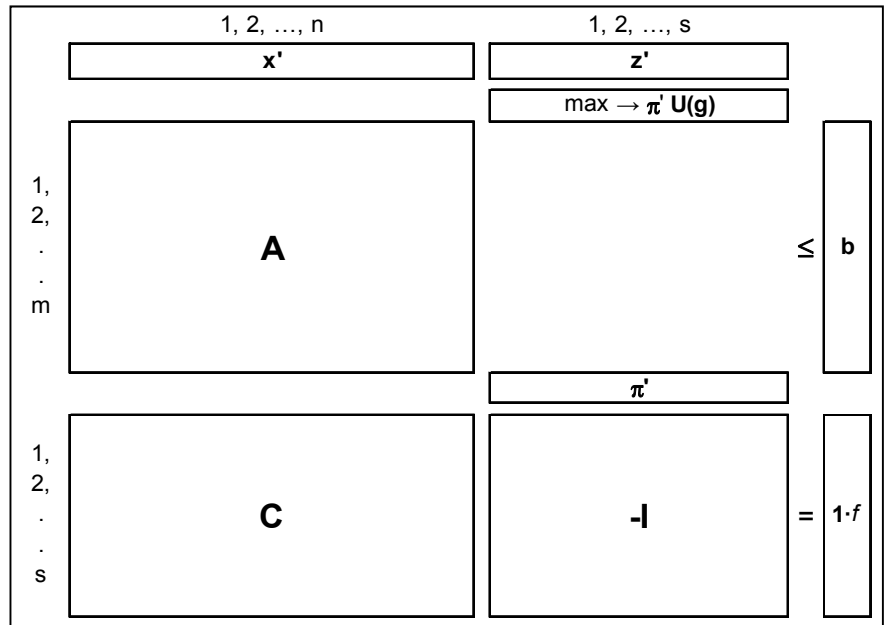 1, 2, …, n 1, 2, …, s
x' z'
max → π' U(g)
1,
2,
.
.
m
A
≤ b
π'
1,
2,
.
.
s
C
-I
= 1·f